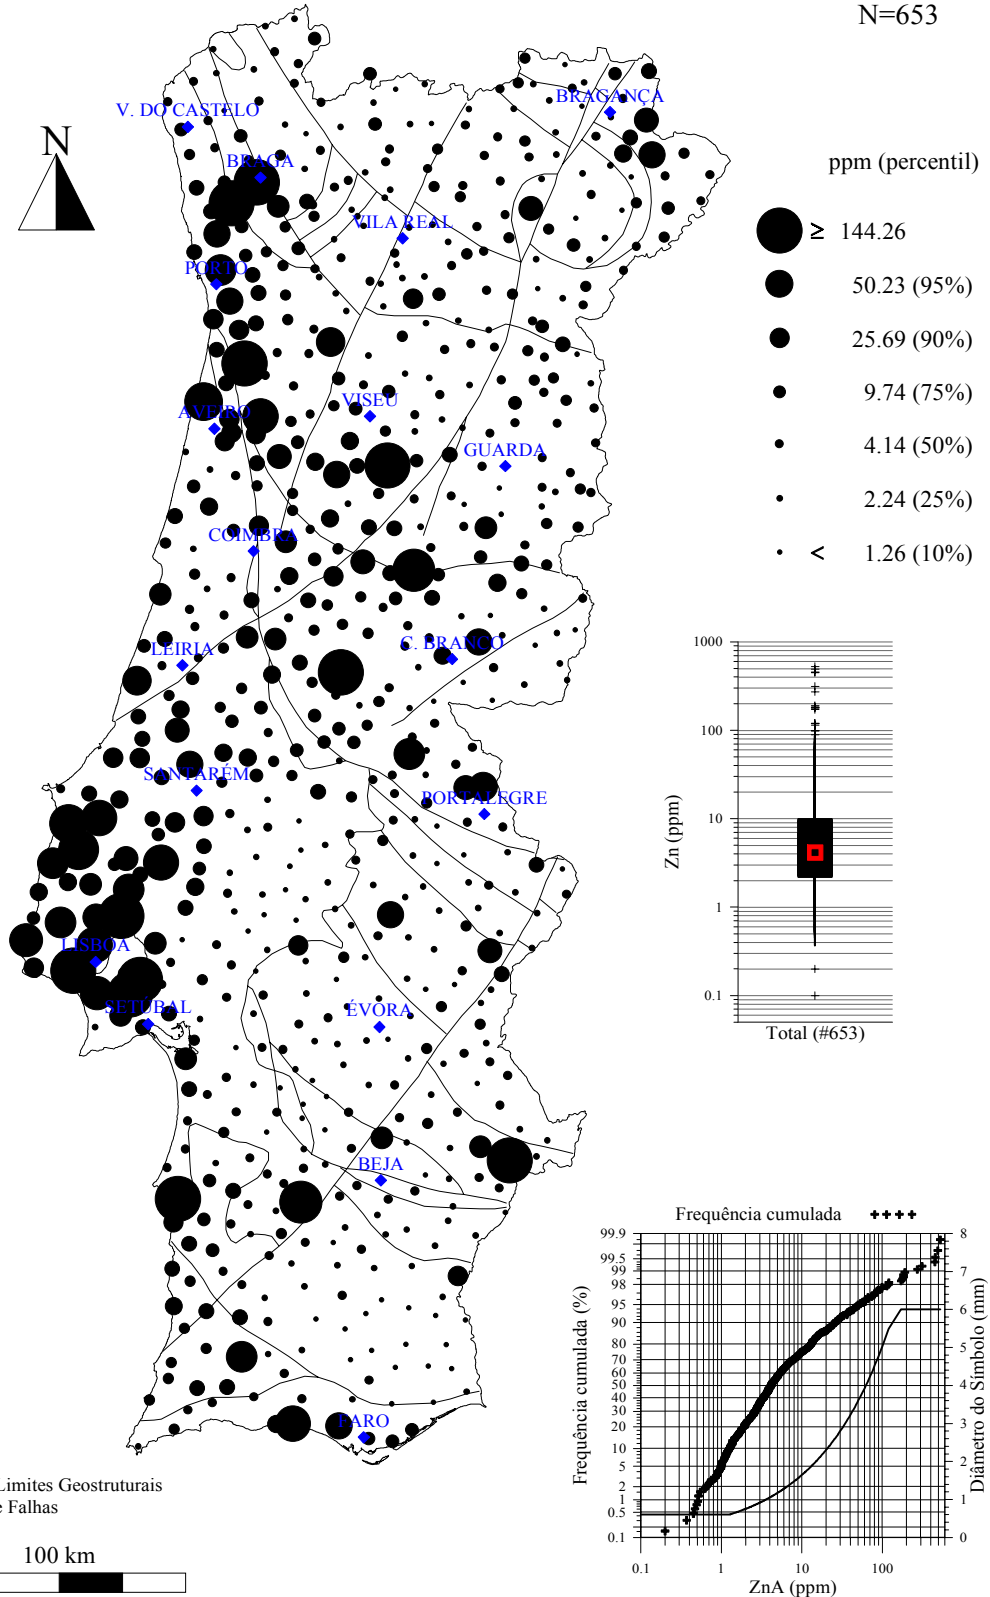 N=653
N
V. DO CASTELO
BRAGANÇA
BRAGA
VILA REAL
PORTO
AVEIRO
VISEU
GUARDA
COIMBRA
LEIRIA
C. BRANCO
SANTARÉM
PORTALEGRE
LISBOA
SETÚBAL
ÉVORA
BEJA
FARO
ppm (percentil)
≥ 144.26
50.23 (95%)
25.69 (90%)
9.74 (75%)
4.14 (50%)
2.24 (25%)
< 1.26 (10%)
1000
100
10
1
0.1
Zn (ppm)
Total (#653)
Frequência cumulada
99.9
99.5
99
98
95
90
80
70
60
50
40
30
20
10
5
2
1
0.5
0.1
Frequência cumulada (%)
8
7
6
5
4
3
2
1
0
Diâmetro do Símbolo (mm)
0.1 1 10 100
ZnA (ppm)
Limites Geostruturais
e Falhas
100 km